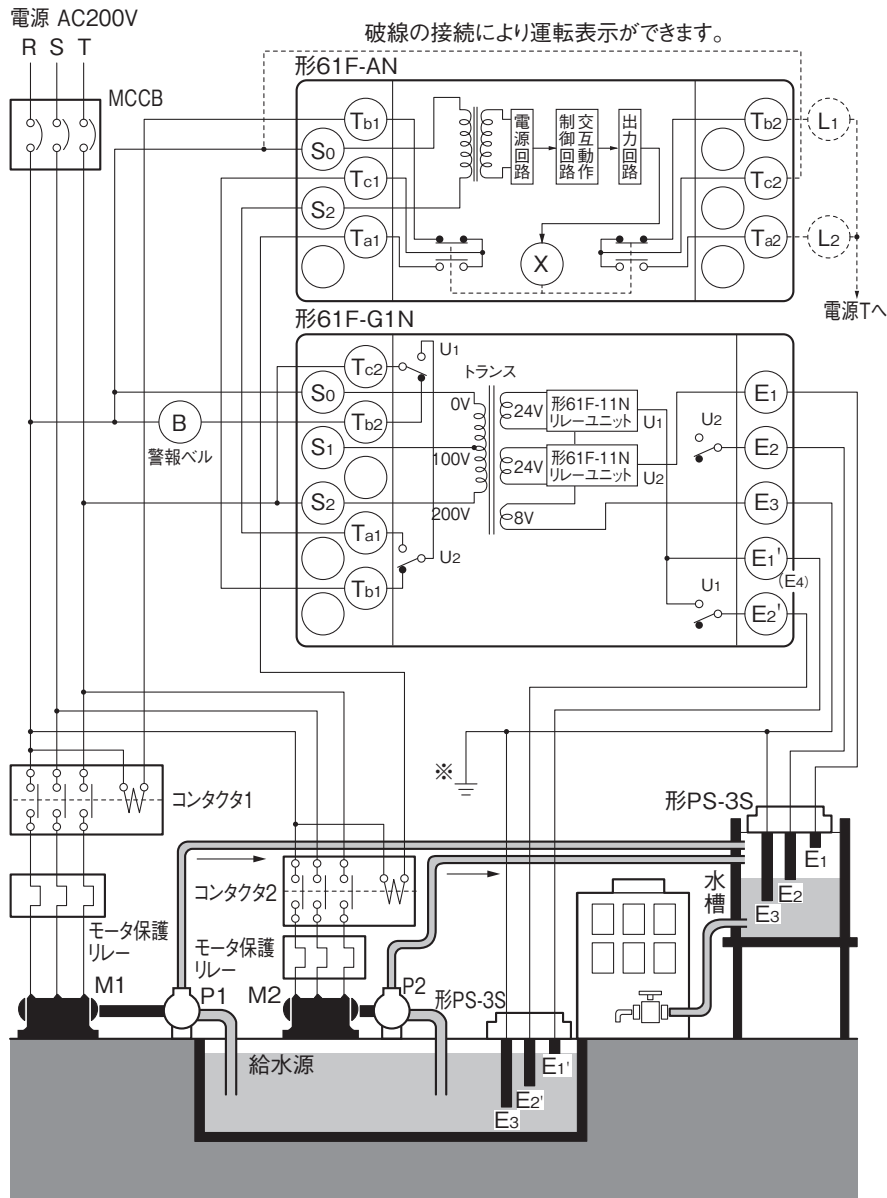 電源 AC200V
R S T
MCCB
破線の接続により運転表示ができます。
形61F-AN
Tb1
S0
Tc1
S2
Ta1
電源回路
制御回路
交互動作
出力回路
X
Tb2
Tc2
Ta2
L1
L2
電源Tへ
形61F-G1N
Tc2
S0
Tb2
S1
S2
Ta1
Tb1
B
警報ベル
U1
U2
トランス
0V
100V
200V
24V
形61F-11N
リレーユニット
U1
24V
形61F-11N
リレーユニット
U2
8V
U2
U1
E1
E2
E3
E1'
(E4)
E2'
※
コンタクタ1
モータ保護
リレー
M1
P1
コンタクタ2
モータ保護
リレー
M2
P2
形PS-3S
給水源
E1'
E2'
E3
形PS-3S
水槽
E1
E2
E3